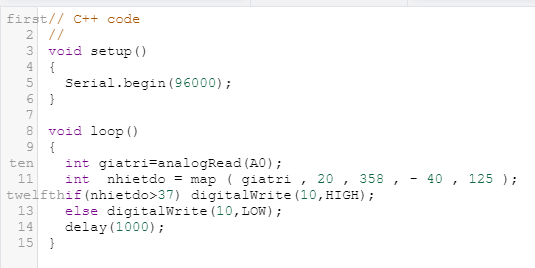 first// C++ code
2 //
3 void setup()
4 {
5 Serial.begin(96000);
6 }
7
8 void loop()
9 {
ten int giatri=analogRead(A0);
11 int nhietdo = map ( giatri , 20 , 358 , - 40 , 125 );
twelfthif(nhietdo>37) digitalWrite(10,HIGH);
13 else digitalWrite(10,LOW);
14 delay(1000);
15 }